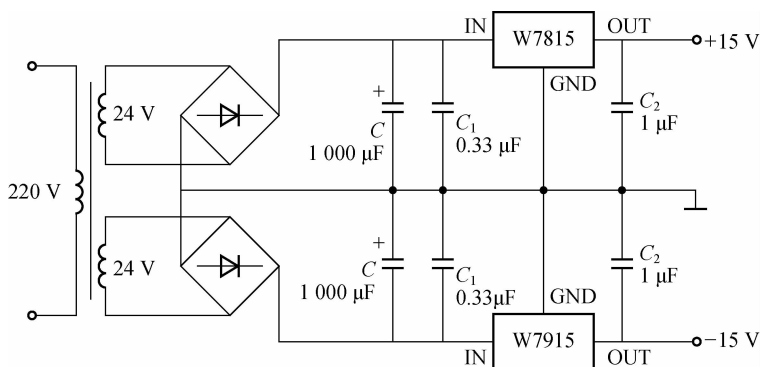 IN
W7815
OUT
+15 V
GND
24 V
+
C
1 000 μF
C₁
0.33 μF
C₂
1 μF
220 V
24 V
+
C
1 000 μF
C₁
0.33μF
C₂
1 μF
GND
W7915
IN
OUT
−15 V